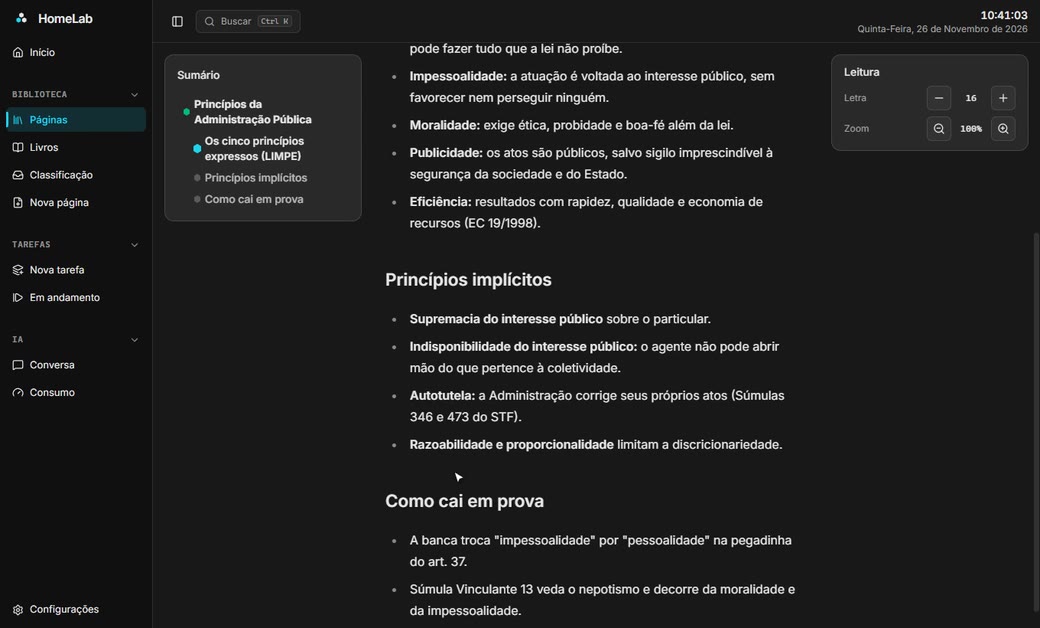 HomeLab
Início
BIBLIOTECA
Páginas
Livros
Classificação
Nova página
TAREFAS
Nova tarefa
Em andamento
IA
Conversa
Consumo
Configurações
Buscar Ctrl K
10:41:03
Quinta-Feira, 26 de Novembro de 2026
Sumário
Princípios da
Administração Pública
Os cinco princípios
expressos (LIMPE)
Princípios implícitos
Como cai em prova
pode fazer tudo que a lei não proíbe.
Impessoalidade: a atuação é voltada ao interesse público, sem
favorecer nem perseguir ninguém.
Moralidade: exige ética, probidade e boa-fé além da lei.
Publicidade: os atos são públicos, salvo sigilo imprescindível à
segurança da sociedade e do Estado.
Eficiência: resultados com rapidez, qualidade e economia de
recursos (EC 19/1998).
Princípios implícitos
Supremacia do interesse público sobre o particular.
Indisponibilidade do interesse público: o agente não pode abrir
mão do que pertence à coletividade.
Autotutela: a Administração corrige seus próprios atos (Súmulas
346 e 473 do STF).
Razoabilidade e proporcionalidade limitam a discricionariedade.
Como cai em prova
A banca troca "impessoalidade" por "pessoalidade" na pegadinha
do art. 37.
Súmula Vinculante 13 veda o nepotismo e decorre da moralidade e
da impessoalidade.
Leitura
Letra 16
Zoom 100%